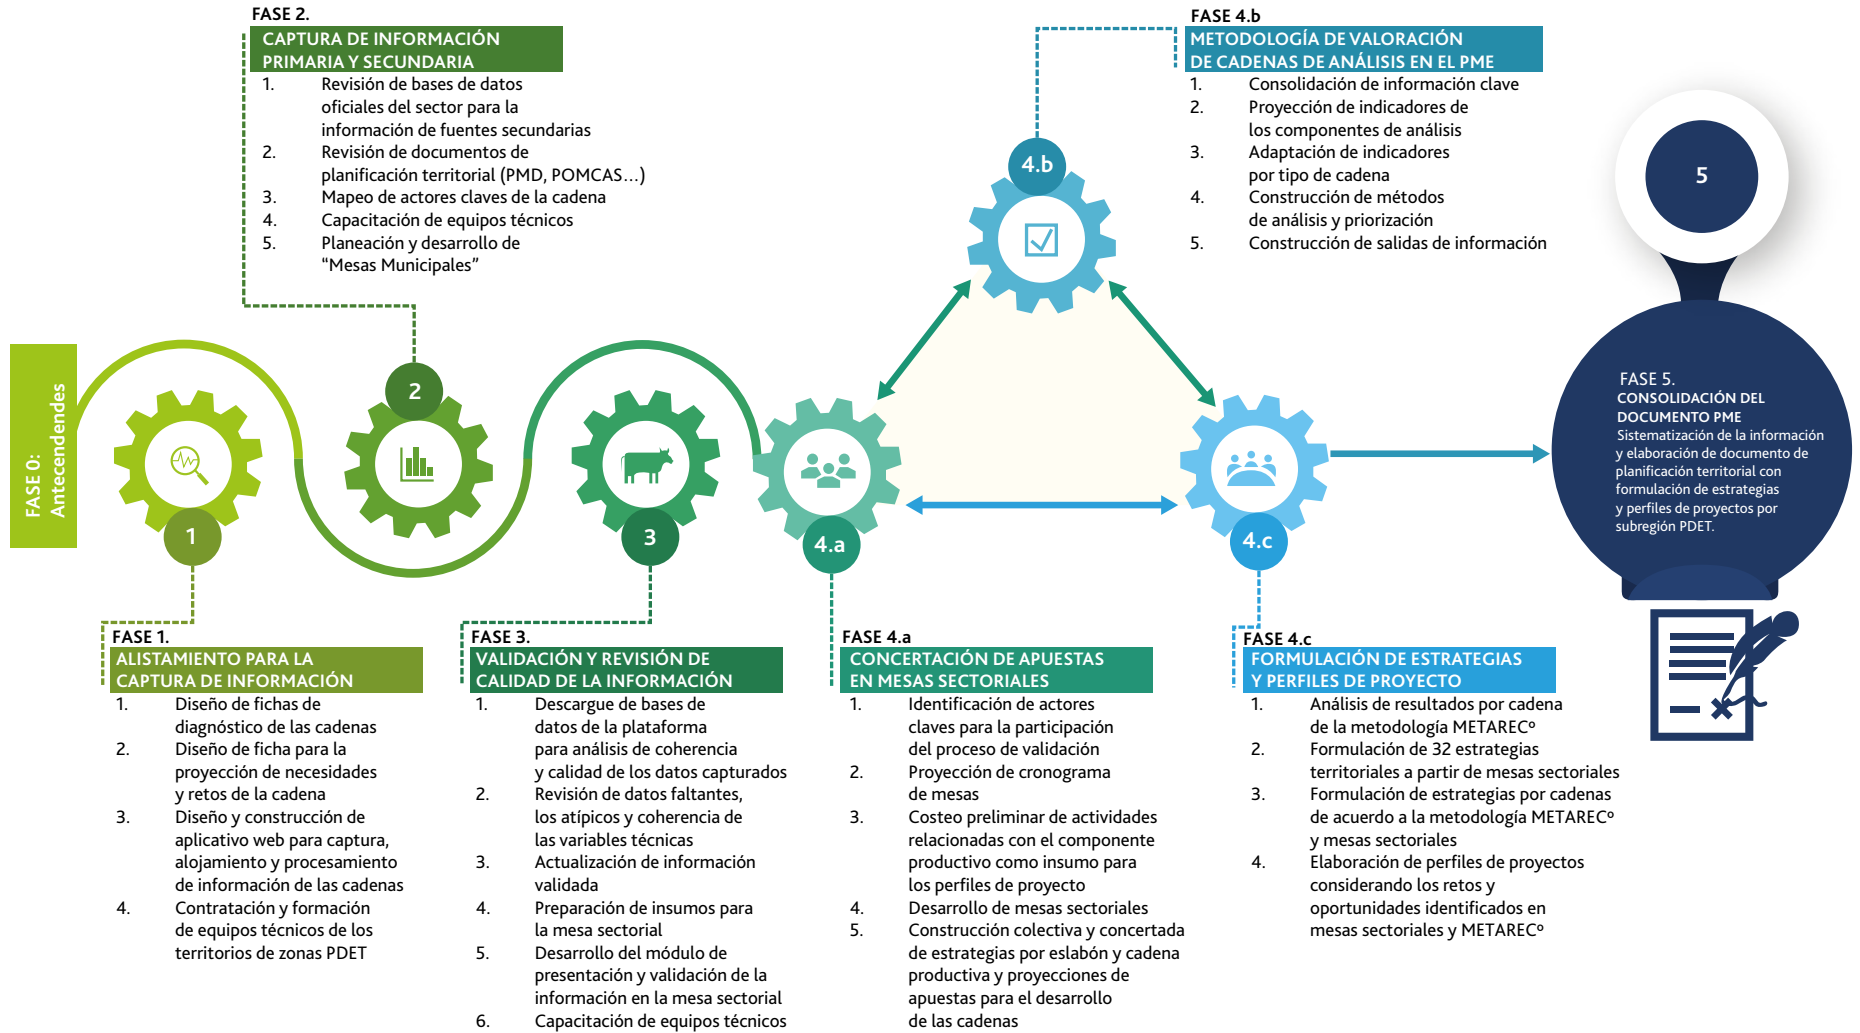 FASE 0:
Antecendendes
FASE 2.
CAPTURA DE INFORMACIÓN
PRIMARIA Y SECUNDARIA
1. Revisión de bases de datos
oficiales del sector para la
información de fuentes secundarias
2. Revisión de documentos de
planificación territorial (PMD, POMCAS...)
3. Mapeo de actores claves de la cadena
4. Capacitación de equipos técnicos
5. Planeación y desarrollo de
“Mesas Municipales”
FASE 4.b
METODOLOGÍA DE VALORACIÓN
DE CADENAS DE ANÁLISIS EN EL PME
1. Consolidación de información clave
2. Proyección de indicadores de
los componentes de análisis
3. Adaptación de indicadores
por tipo de cadena
4. Construcción de métodos
de análisis y priorización
5. Construcción de salidas de información
1
2
3
4.a
4.b
4.c
5
FASE 5.
CONSOLIDACIÓN DEL
DOCUMENTO PME
Sistematización de la información
y elaboración de documento de
planificación territorial con
formulación de estrategias
y perfiles de proyectos por
subregión PDET.
FASE 1.
ALISTAMIENTO PARA LA
CAPTURA DE INFORMACIÓN
1. Diseño de fichas de
diagnóstico de las cadenas
2. Diseño de ficha para la
proyección de necesidades
y retos de la cadena
3. Diseño y construcción de
aplicativo web para captura,
alojamiento y procesamiento
de información de las cadenas
4. Contratación y formación
de equipos técnicos de los
territorios de zonas PDET
FASE 3.
VALIDACIÓN Y REVISIÓN DE
CALIDAD DE LA INFORMACIÓN
1. Descargue de bases de
datos de la plataforma
para análisis de coherencia
y calidad de los datos capturados
2. Revisión de datos faltantes,
los atípicos y coherencia de
las variables técnicas
3. Actualización de información
validada
4. Preparación de insumos para
la mesa sectorial
5. Desarrollo del módulo de
presentación y validación de la
información en la mesa sectorial
6. Capacitación de equipos técnicos
FASE 4.a
CONCERTACIÓN DE APUESTAS
EN MESAS SECTORIALES
1. Identificación de actores
claves para la participación
del proceso de validación
2. Proyección de cronograma
de mesas
3. Costeo preliminar de actividades
relacionadas con el componente
productivo como insumo para
los perfiles de proyecto
4. Desarrollo de mesas sectoriales
5. Construcción colectiva y concertada
de estrategias por eslabón y cadena
productiva y proyecciones de
apuestas para el desarrollo
de las cadenas
FASE 4.c
FORMULACIÓN DE ESTRATEGIAS
Y PERFILES DE PROYECTO
1. Análisis de resultados por cadena
de la metodología METARECº
2. Formulación de 32 estrategias
territoriales a partir de mesas sectoriales
3. Formulación de estrategias por cadenas
de acuerdo a la metodología METARECº
y mesas sectoriales
4. Elaboración de perfiles de proyectos
considerando los retos y
oportunidades identificados en
mesas sectoriales y METARECº